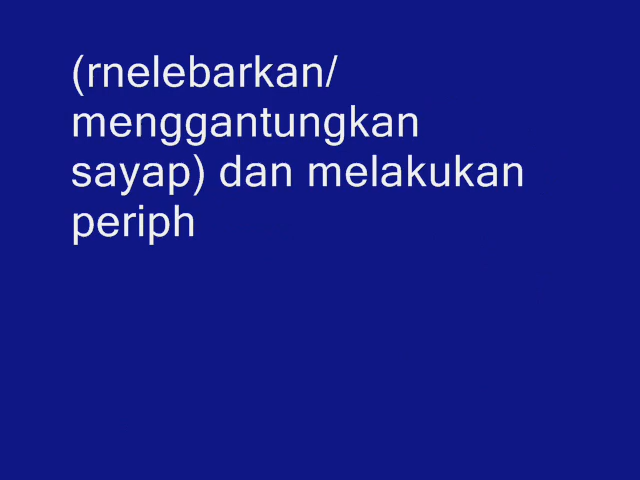 (rnelebarkan/
menggantungkan
sayap) dan melakukan
periph